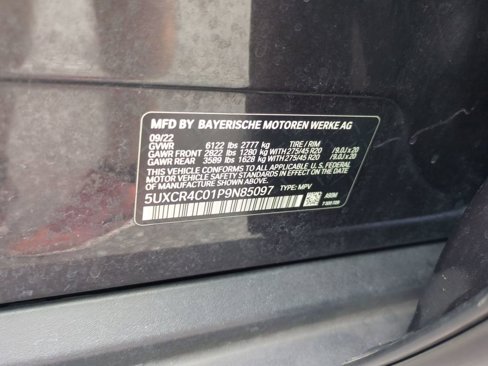 MFD BY BAYERISCHE MOTOREN WERKE AG
09/22
GVWR 6122 lbs 2777 kg TIRE / RIM
GAWR FRONT 2822 lbs 1280 kg WITH 275/45 R20 / 9.0J x 20
GAWR REAR 3589 lbs 1628 kg WITH 275/45 R20 / 9.0J x 20
THIS VEHICLE CONFORMS TO ALL APPLICABLE U.S. FEDERAL
MOTOR VEHICLE SAFETY AND THEFT PREVENTION STANDARDS
IN EFFECT ON THE DATE OF MANUFACTURE SHOWN ABOVE.
5UXCR4C01P9N85097 TYPE: MPV